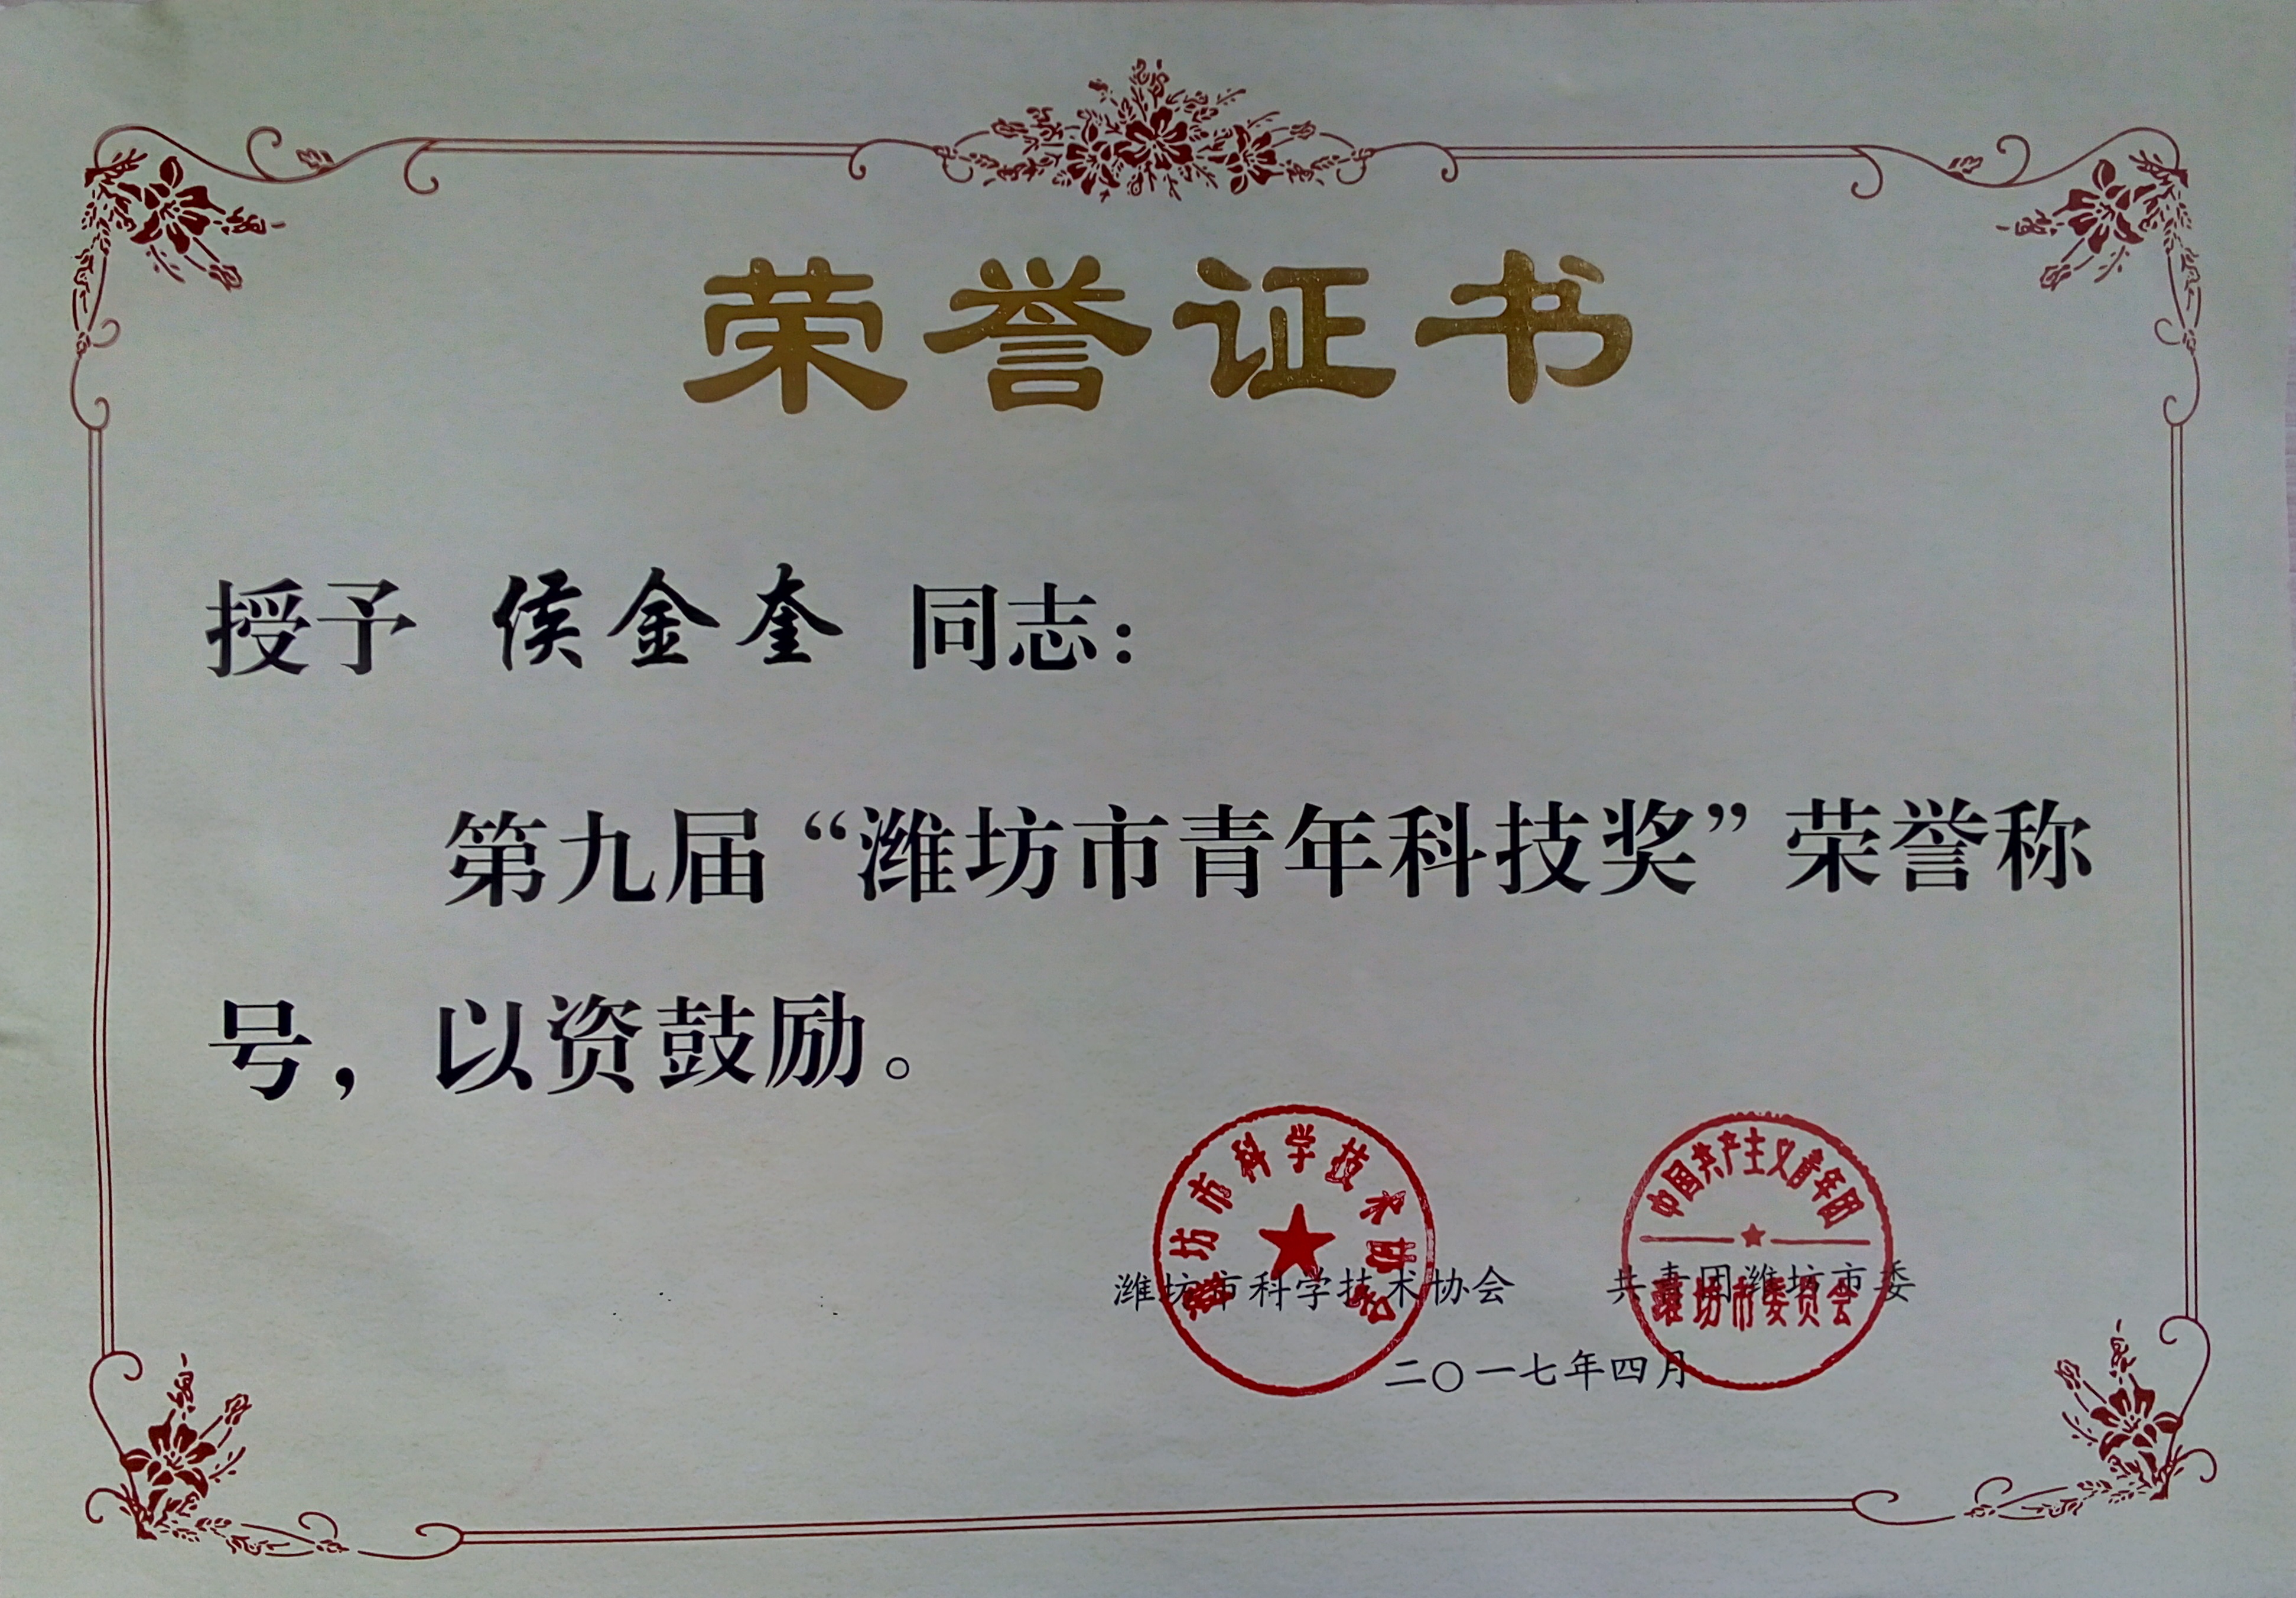 荣誉证书
授予 侯金奎 同志：
第九届“潍坊市青年科技奖”荣誉称
号，以资鼓励。
潍坊市科学技术协会
中国共产主义青年团
潍坊市委员会
潍坊市科学技术协会 共青团潍坊市委
二〇一七年四月